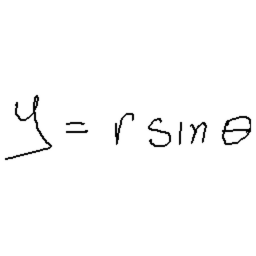 y = r sin θ